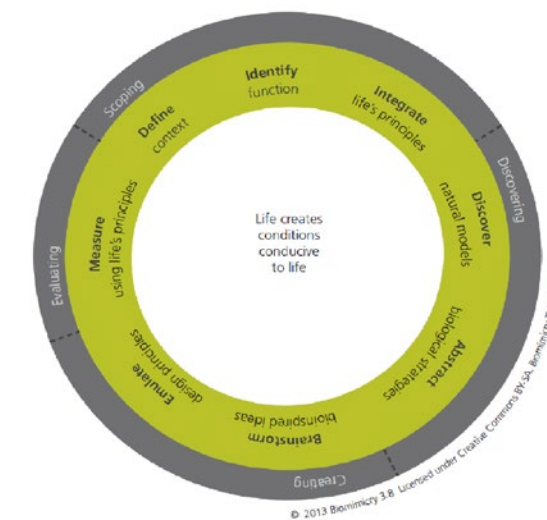 Scoping
Define
context
Identify
function
Integrate
life's principles
Discovering
Discover
natural models
Abstract
biological strategies
Creating
Brainstorm
bioinspired ideas
Emulate
design principles
Evaluating
Measure
using life's principles
Life creates
conditions
conducive
to life
© 2013 Biomimicry 3.8 Licensed under Creative Commons BY-SA, Biomimicry